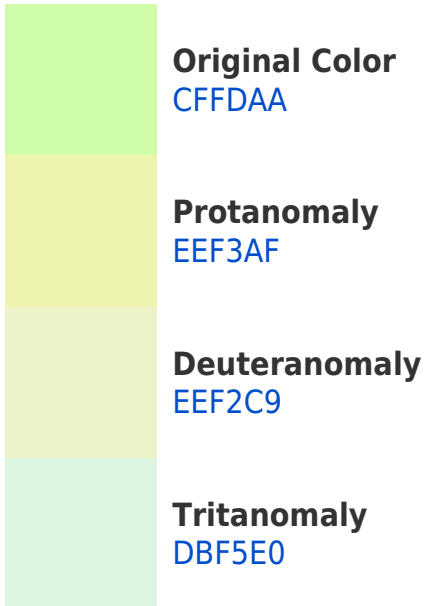 Original Color
CFFDAA
Protanomaly
EEF3AF
Deuteranomaly
EEF2C9
Tritanomaly
DBF5E0